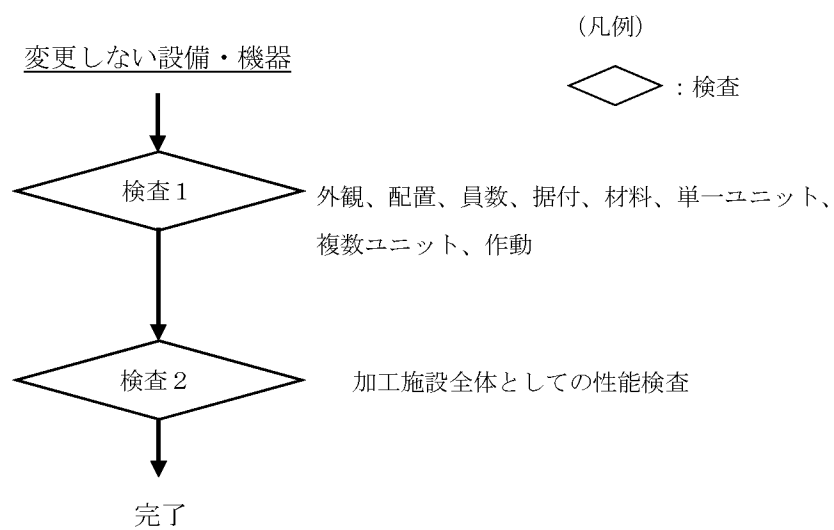 （凡例）
変更しない設備・機器
：検査
検査１
外観、配置、員数、据付、材料、単一ユニット、
複数ユニット、作動
検査２
加工施設全体としての性能検査
完了